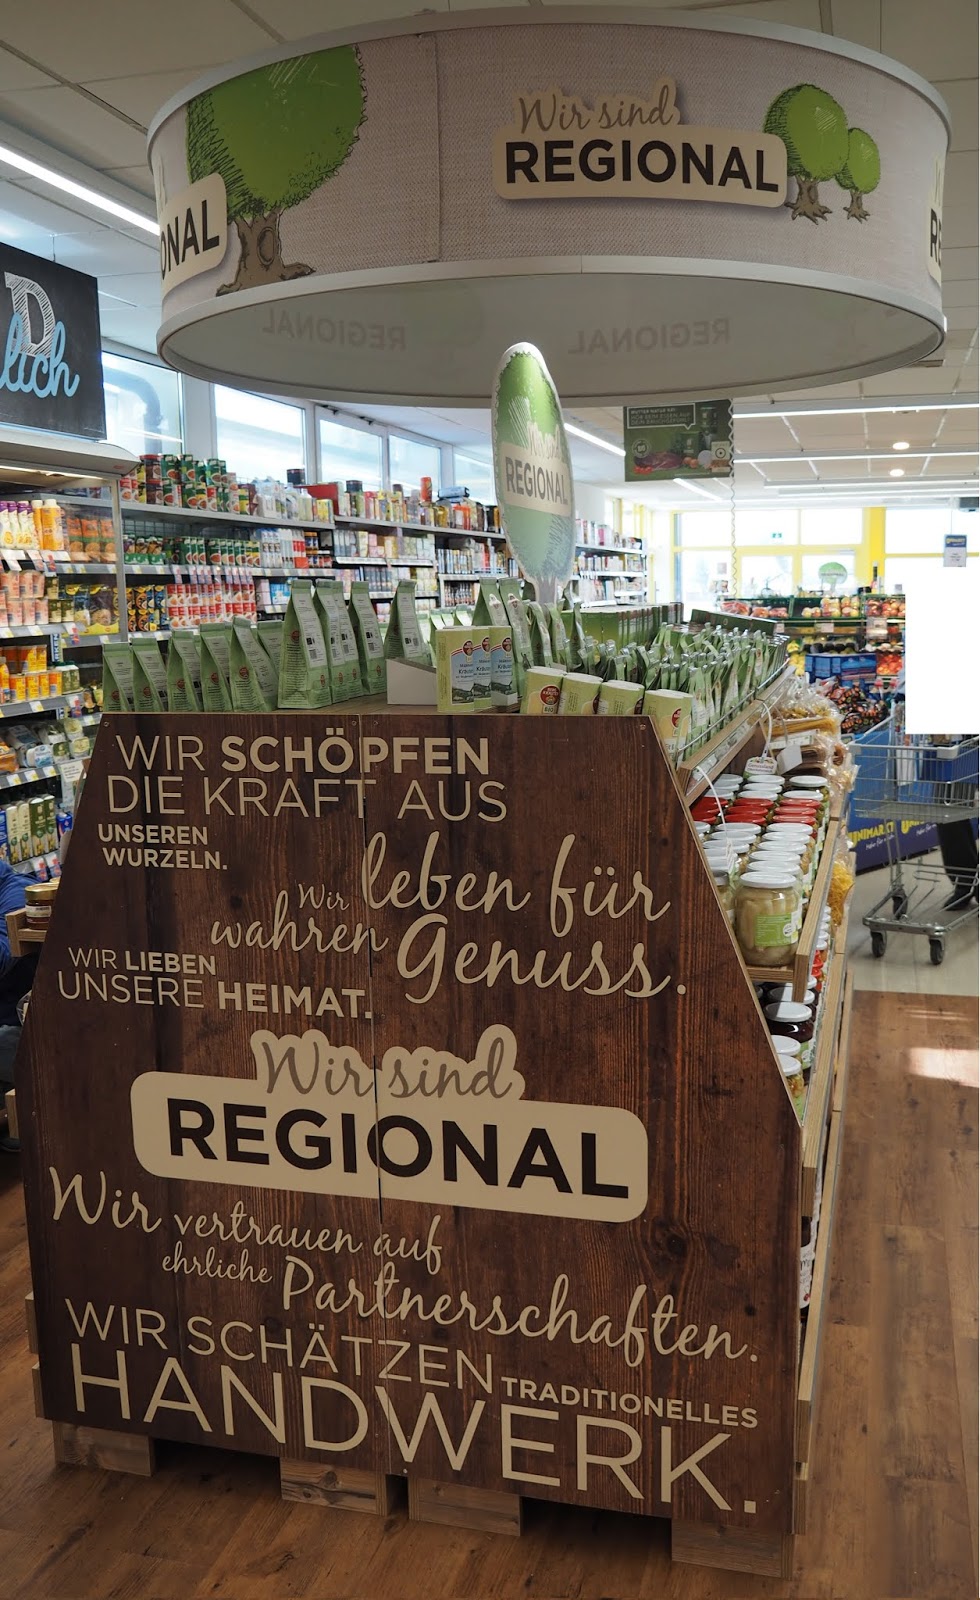 Wir sind
REGIONAL
ONAL
REGIONAL
REGIONAL
D
lich
REGIONAL
WIR SCHÖPFEN
DIE KRAFT AUS
UNSEREN
WURZELN.
Wir leben für
wahren Genuss.
WIR LIEBEN
UNSERE HEIMAT.
Wir sind
REGIONAL
Wir vertrauen auf
ehrliche Partnerschaften.
WIR SCHÄTZEN
TRADITIONELLES
HANDWERK.